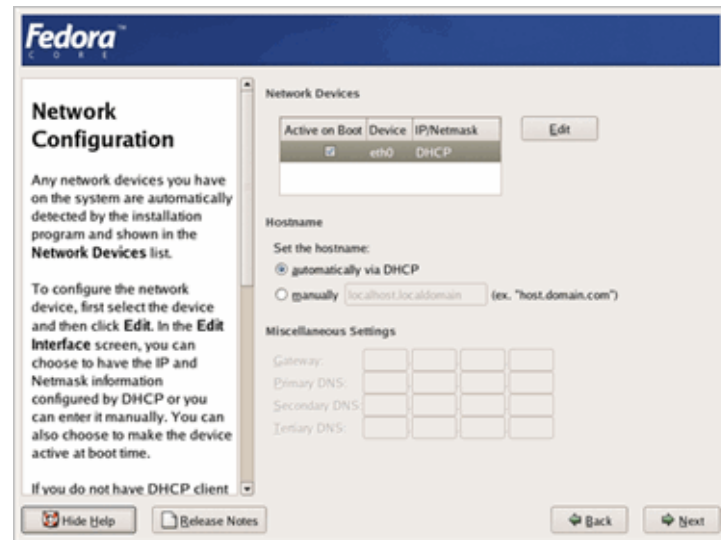 Fedora™
CORE
Network
Configuration
Any network devices you have
on the system are automatically
detected by the installation
program and shown in the
Network Devices list.
To configure the network
device, first select the device
and then click Edit. In the Edit
Interface screen, you can
choose to have the IP and
Netmask information
configured by DHCP or you
can enter it manually. You can
also choose to make the device
active at boot time.
If you do not have DHCP client
Network Devices
Active on Boot Device IP/Netmask
eth0 DHCP
Edit
Hostname
Set the hostname:
automatically via DHCP
manually localhost.localdomain (ex. "host.domain.com")
Miscellaneous Settings
Gateway:
Primary DNS:
Secondary DNS:
Tertiary DNS:
Hide Help
Release Notes
Back
Next